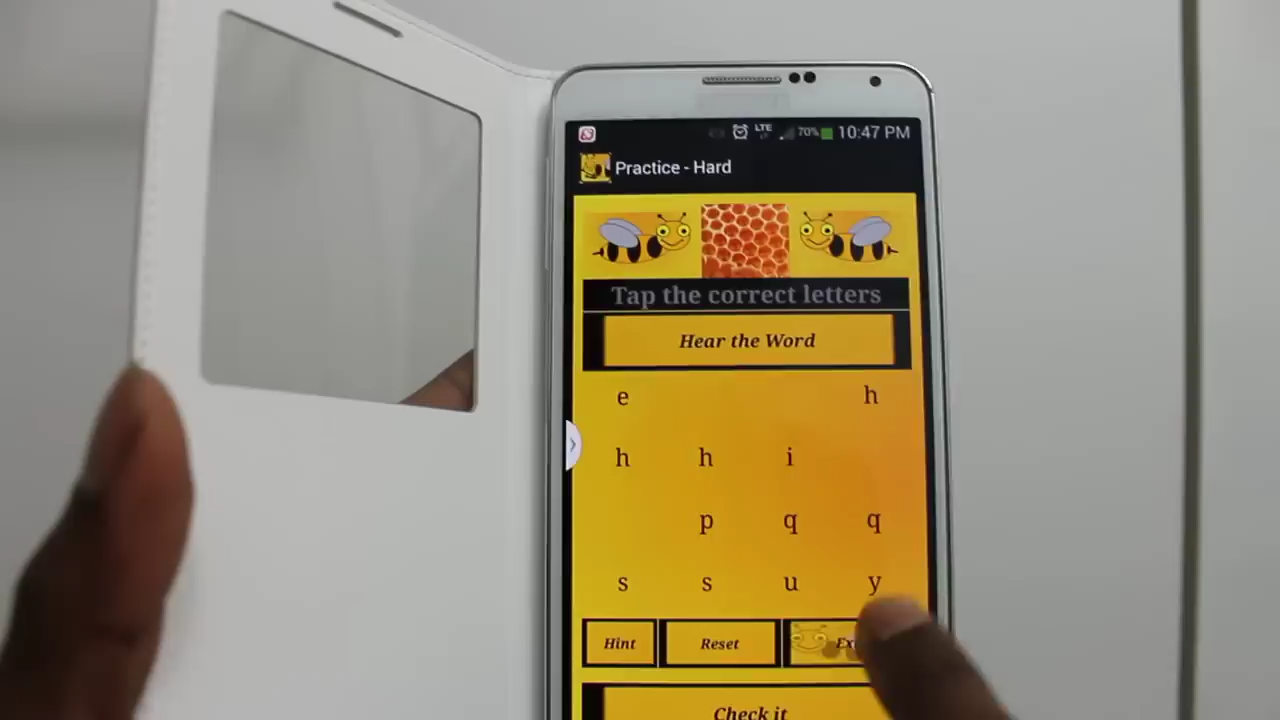 LTE 70% 10:47 PM
Practice - Hard
Tap the correct letters
Hear the Word
e h
h h i
p q q
s s u y
Hint Reset
Check it